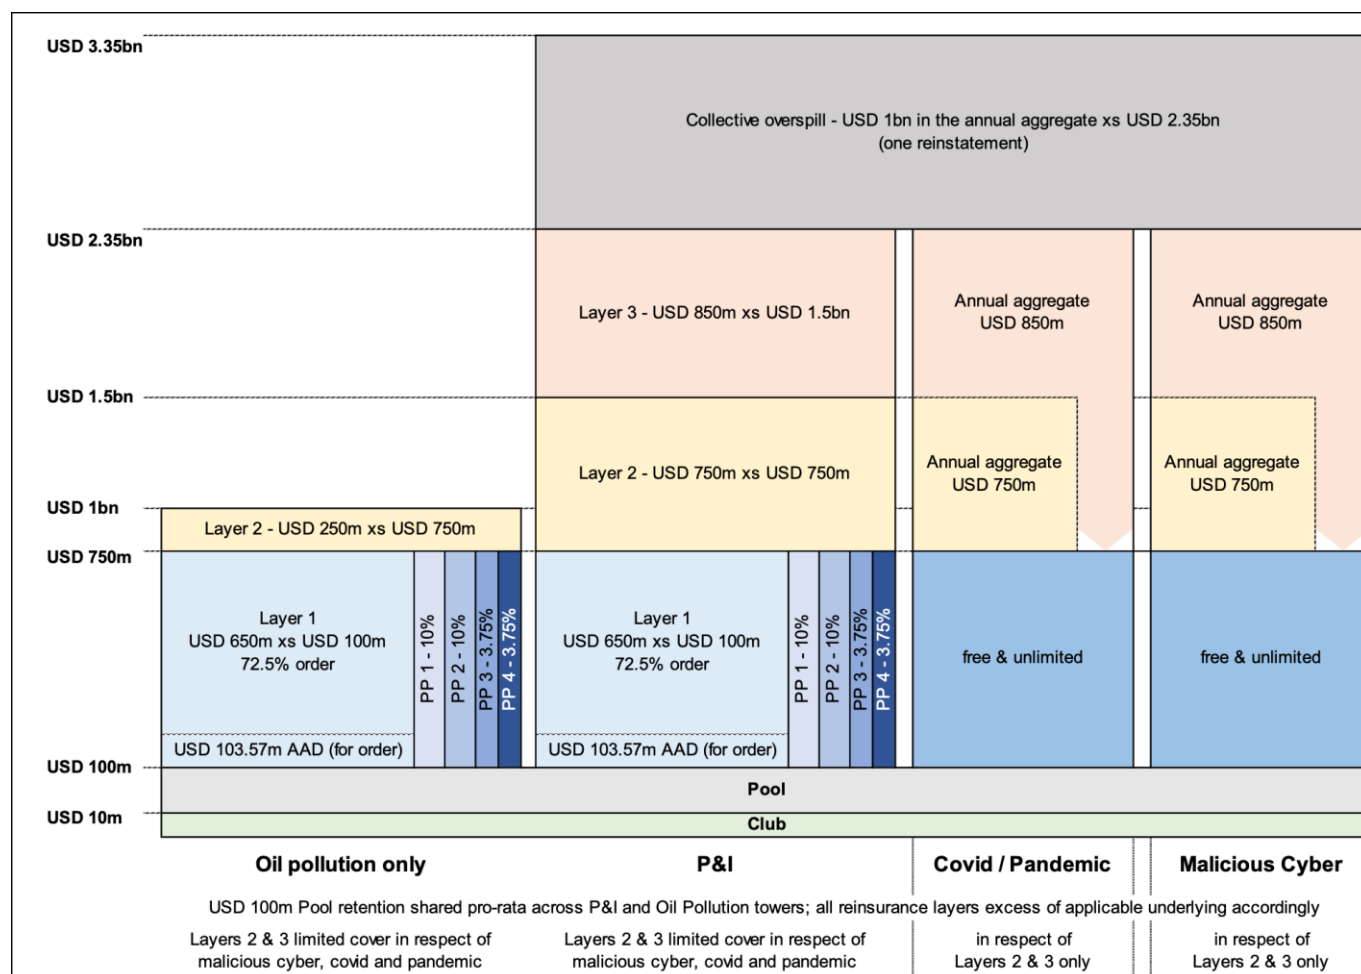 USD 3.35bn
Collective overspill - USD 1bn in the annual aggregate xs USD 2.35bn
(one reinstatement)
USD 2.35bn
Layer 3 - USD 850m xs USD 1.5bn
Annual aggregate
USD 850m
Annual aggregate
USD 850m
USD 1.5bn
Layer 2 - USD 750m xs USD 750m
Annual aggregate
USD 750m
Annual aggregate
USD 750m
USD 1bn
Layer 2 - USD 250m xs USD 750m
USD 750m
Layer 1
USD 650m xs USD 100m
72.5% order
PP 1 - 10%
PP 2 - 10%
PP 3 - 3.75%
PP 4 - 3.75%
Layer 1
USD 650m xs USD 100m
72.5% order
PP 1 - 10%
PP 2 - 10%
PP 3 - 3.75%
PP 4 - 3.75%
free & unlimited
free & unlimited
USD 103.57m AAD (for order)
USD 103.57m AAD (for order)
USD 100m
Pool
USD 10m
Club
Oil pollution only
P&I
Covid / Pandemic
Malicious Cyber
USD 100m Pool retention shared pro-rata across P&I and Oil Pollution towers; all reinsurance layers excess of applicable underlying accordingly
Layers 2 & 3 limited cover in respect of
malicious cyber, covid and pandemic
Layers 2 & 3 limited cover in respect of
malicious cyber, covid and pandemic
in respect of
Layers 2 & 3 only
in respect of
Layers 2 & 3 only